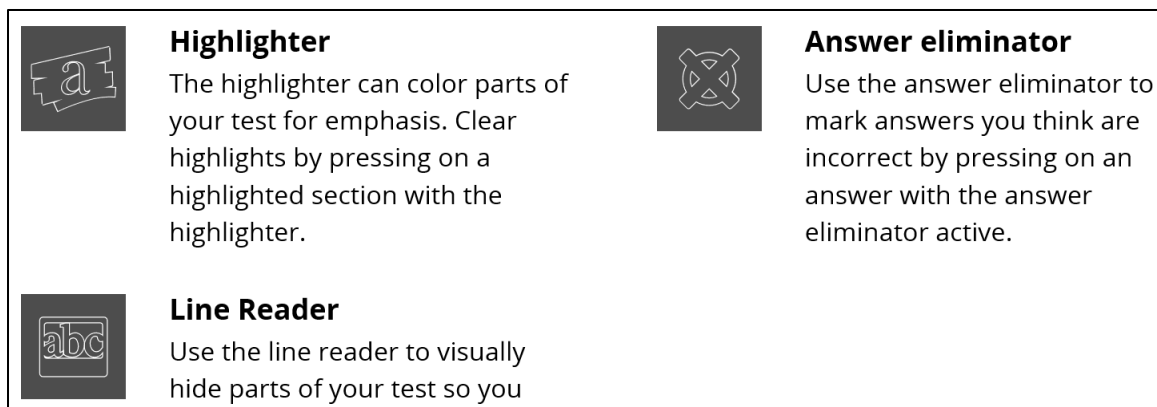 a
Highlighter
The highlighter can color parts of
your test for emphasis. Clear
highlights by pressing on a
highlighted section with the
highlighter.
Answer eliminator
Use the answer eliminator to
mark answers you think are
incorrect by pressing on an
answer with the answer
eliminator active.
abc
Line Reader
Use the line reader to visually
hide parts of your test so you